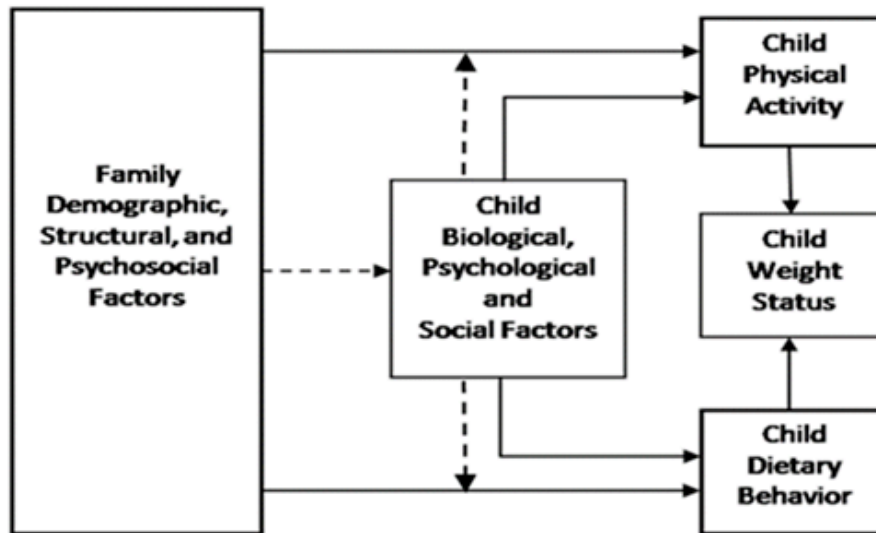 Family
Demographic,
Structural, and
Psychosocial
Factors
Child
Biological,
Psychological
and
Social Factors
Child
Physical
Activity
Child
Weight
Status
Child
Dietary
Behavior